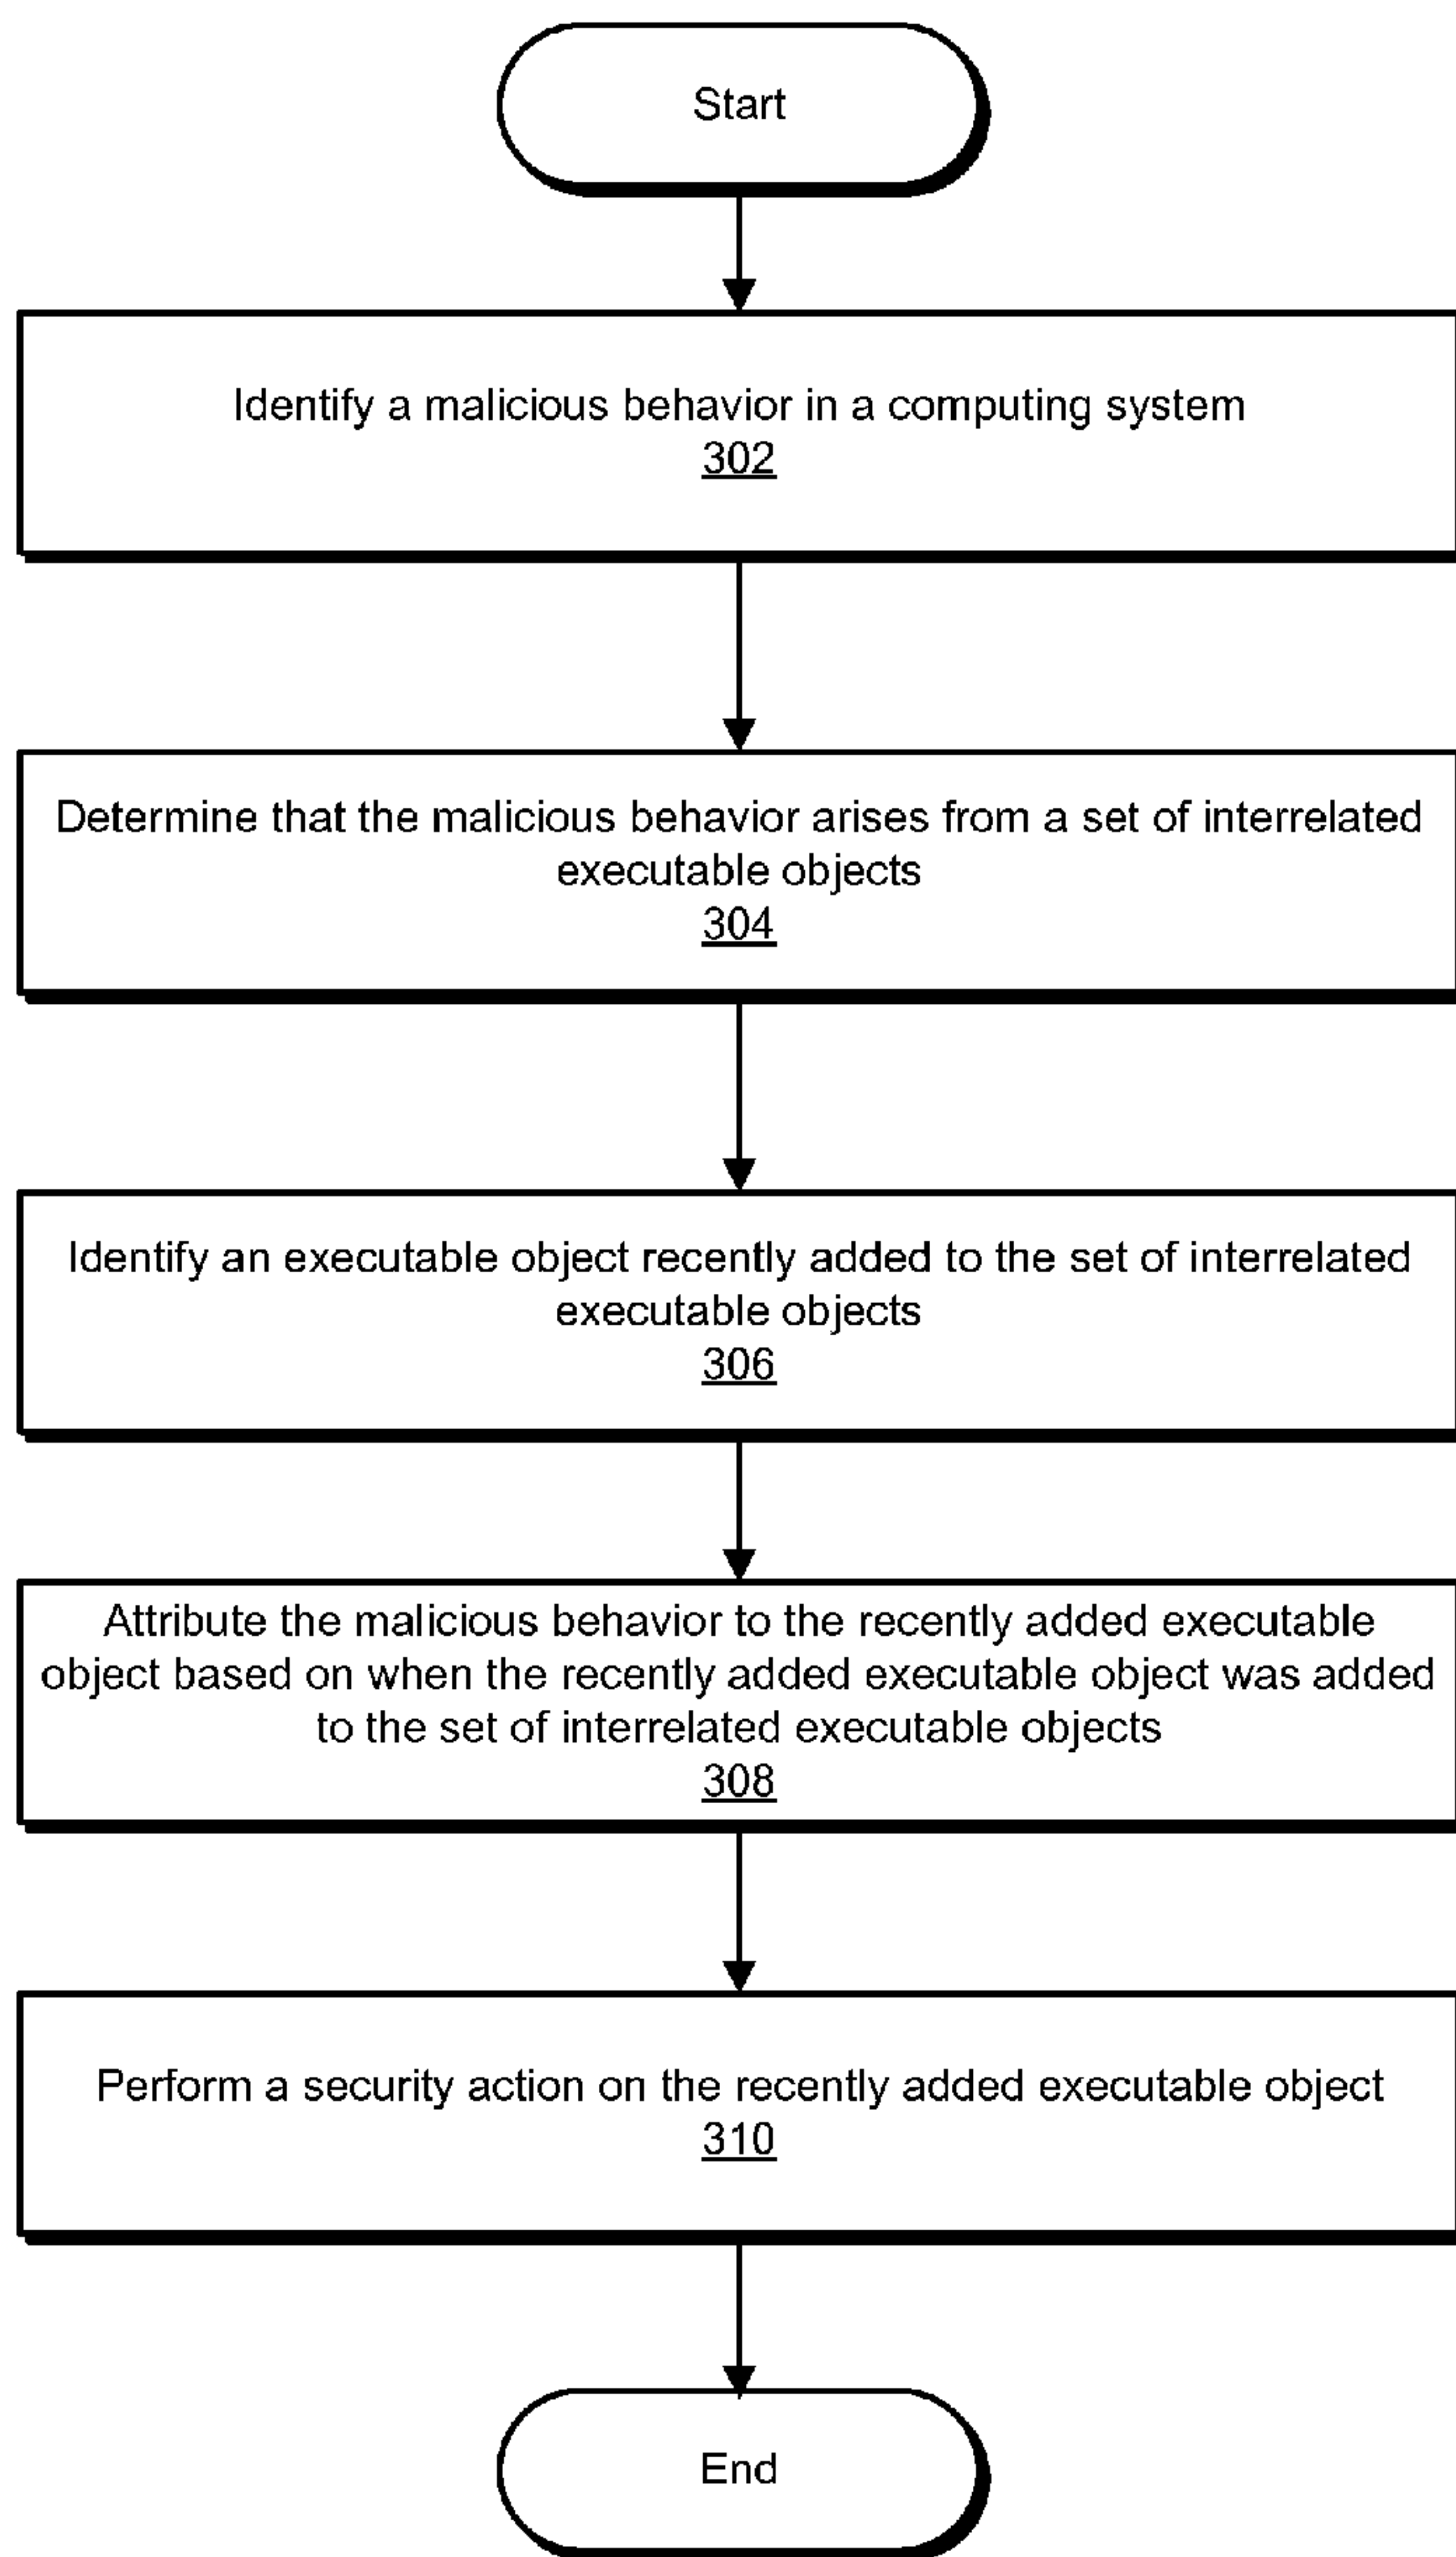 Start
Identify a malicious behavior in a computing system
302
Determine that the malicious behavior arises from a set of interrelated
executable objects
304
Identify an executable object recently added to the set of interrelated
executable objects
306
Attribute the malicious behavior to the recently added executable
object based on when the recently added executable object was added
to the set of interrelated executable objects
308
Perform a security action on the recently added executable object
310
End